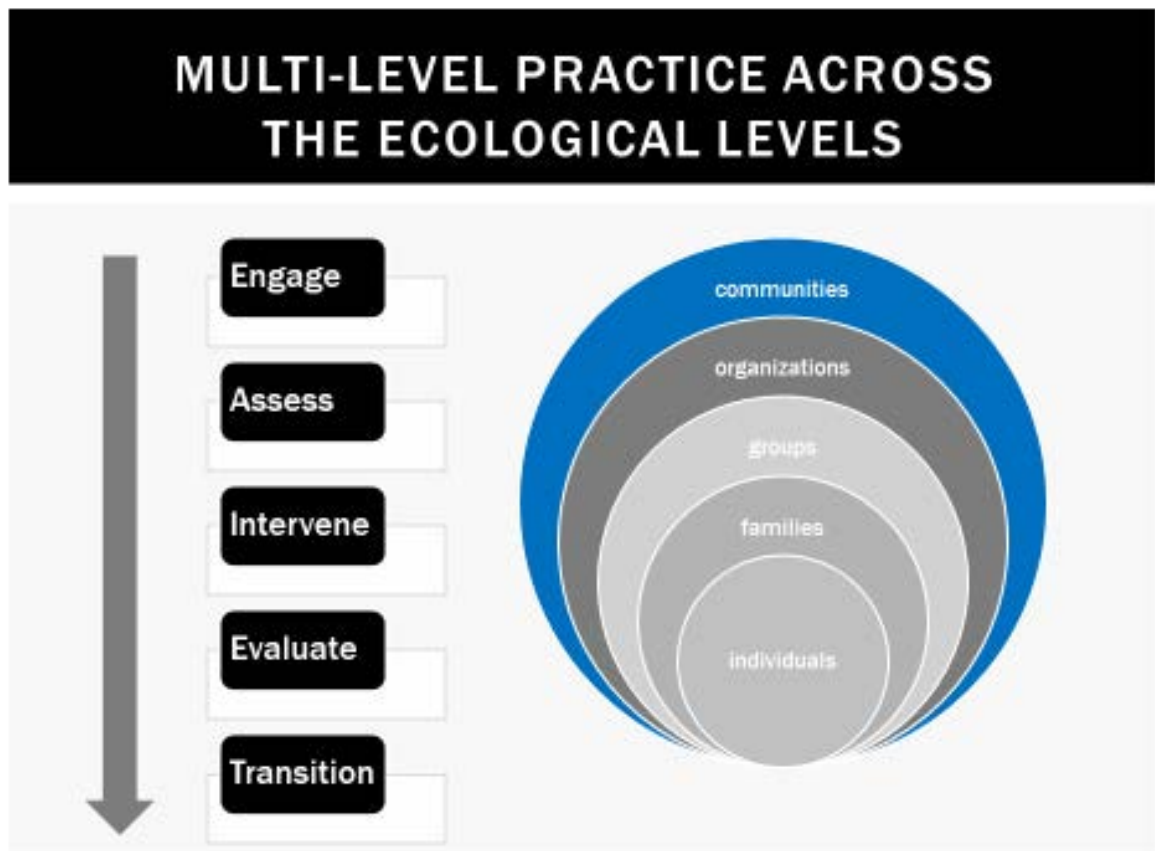 MULTI-LEVEL PRACTICE ACROSS
THE ECOLOGICAL LEVELS
Engage
Assess
Intervene
Evaluate
Transition
communities
organizations
groups
families
individuals